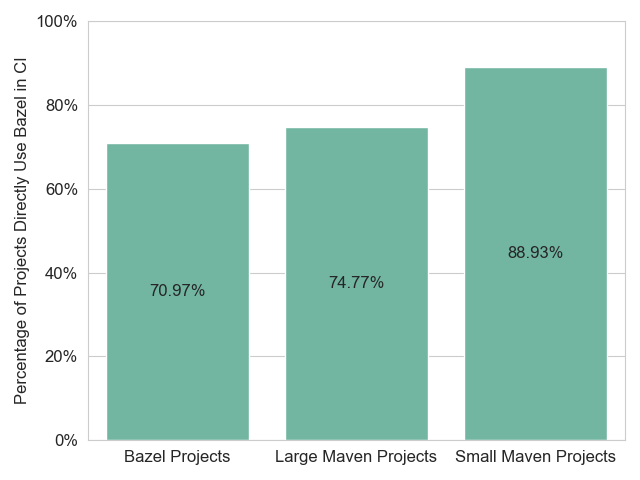 Percentage of Projects Directly Use Bazel in CI
100%
80%
60%
40%
20%
0%
70.97%
74.77%
88.93%
Bazel Projects
Large Maven Projects
Small Maven Projects